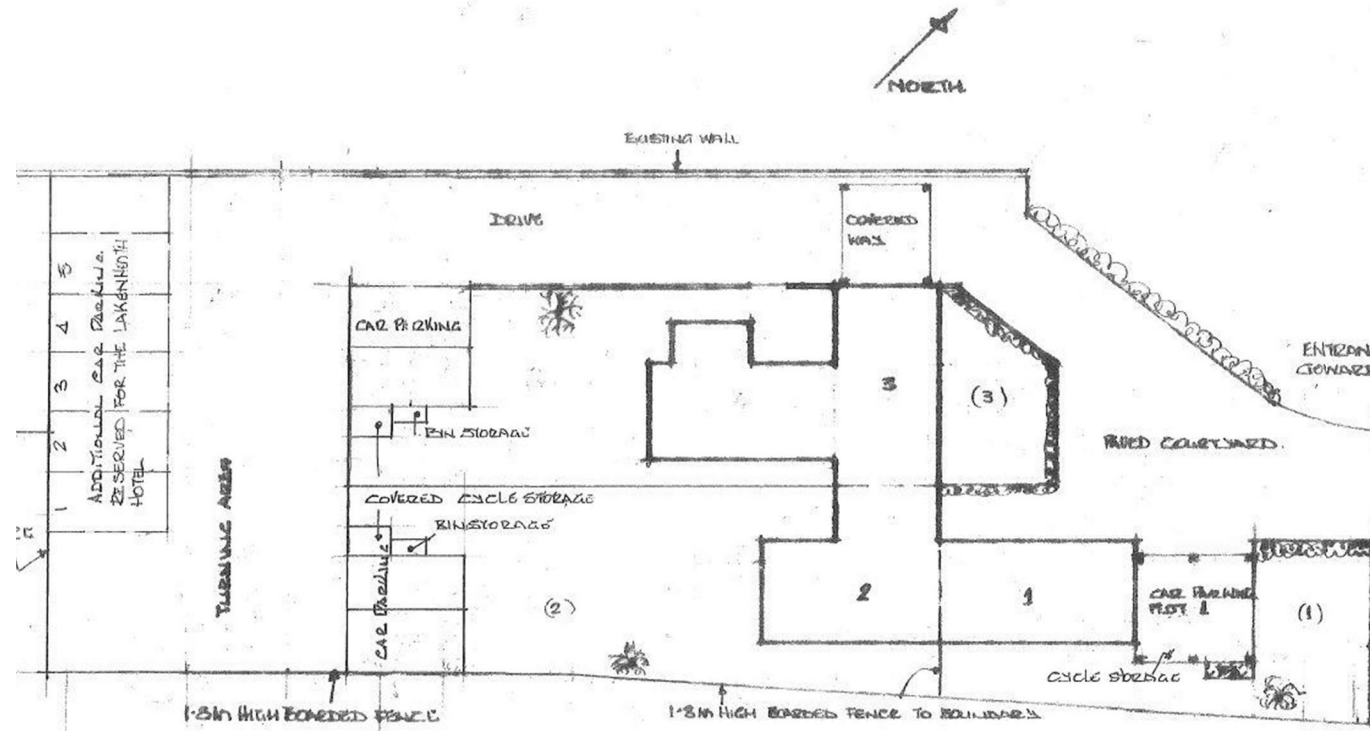 NORTH
EXISTING WALL
DRIVE
COVERED
WAY
5
4
3
2
1
ADDITIONAL CAR PARKING
RESERVED FOR THE LAKENHEATH
HOTEL
TURNING AREA
CAR PARKING
BIN STORAGE
COVERED CYCLE STORAGE
BIN STORAGE
CAR PARKING
3
(3)
ENTRAN
PAVED COURTYARD.
(2)
2
1
CAR PARKING
PLOT 1
(1)
CYCLE STORAGE
1·8M HIGH BOARDED FENCE
1·8M HIGH BOARDED FENCE TO BOUNDARY